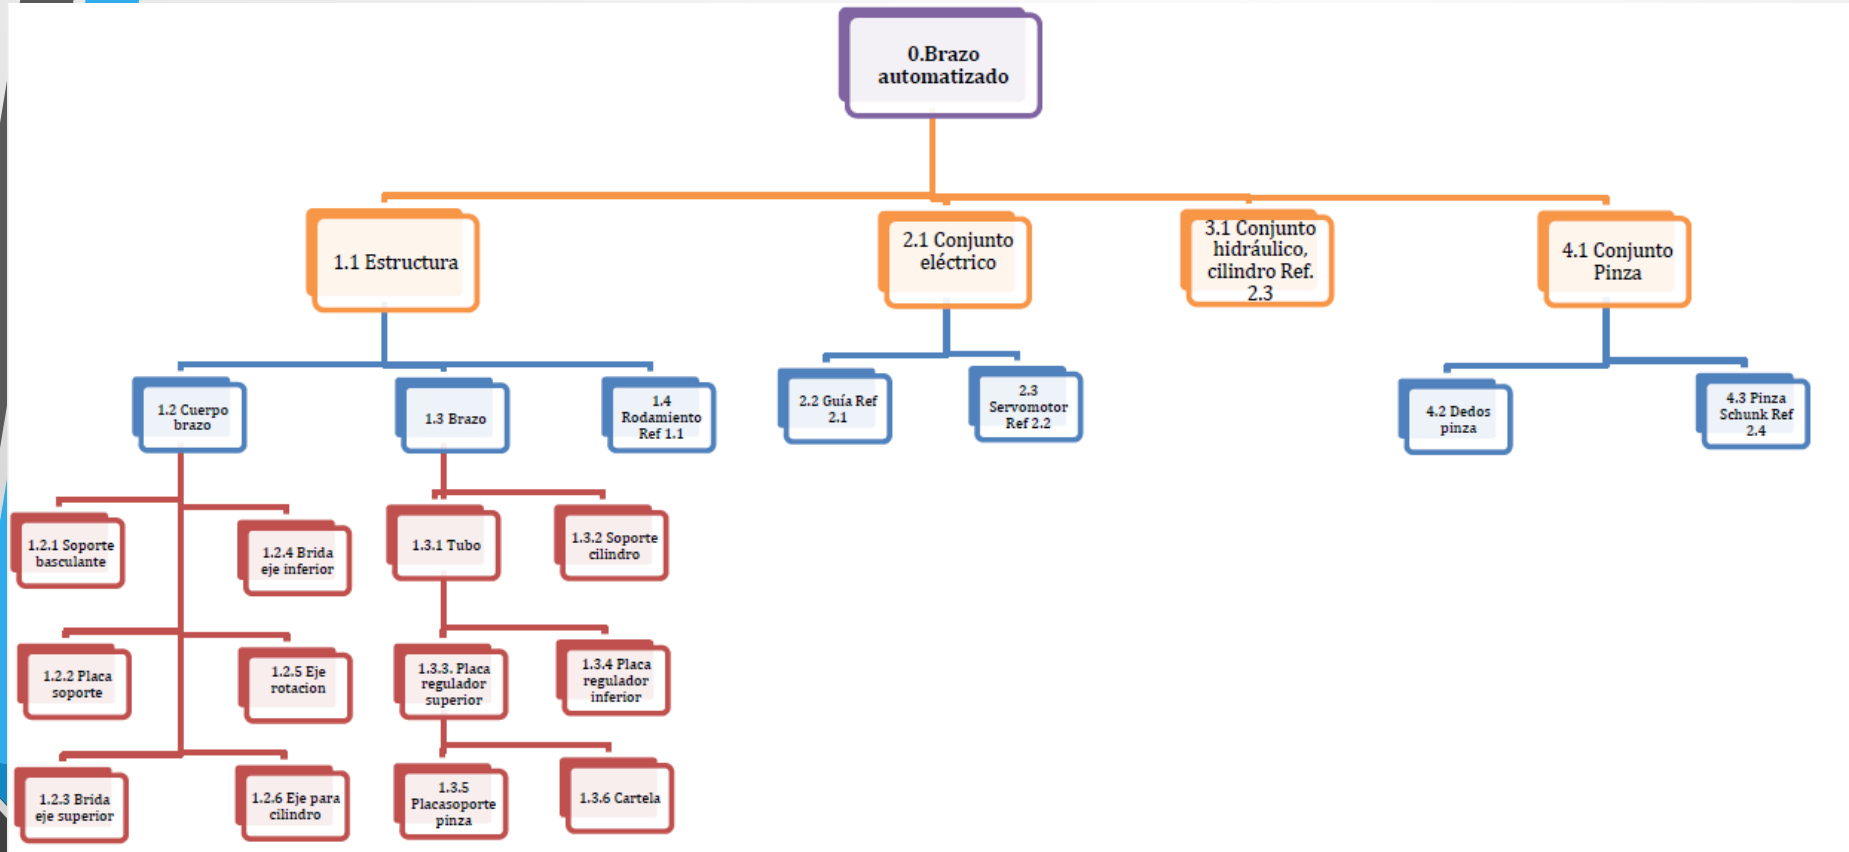 0.Brazo
automatizado
1.1 Estructura
2.1 Conjunto
eléctrico
3.1 Conjunto
hidráulico,
cilindro Ref.
2.3
4.1 Conjunto
Pinza
1.2 Cuerpo
brazo
1.3 Brazo
1.4
Rodamiento
Ref 1.1
2.2 Guía Ref
2.1
2.3
Servomotor
Ref 2.2
4.2 Dedos
pinza
4.3 Pinza
Schunk Ref
2.4
1.2.1 Soporte
basculante
1.2.4 Brida
eje inferior
1.3.1 Tubo
1.3.2 Soporte
cilindro
1.2.2 Placa
soporte
1.2.5 Eje
rotacion
1.3.3. Placa
regulador
superior
1.3.4 Placa
regulador
inferior
1.2.3 Brida
eje superior
1.2.6 Eje para
cilindro
1.3.5
Placasoporte
pinza
1.3.6 Cartela